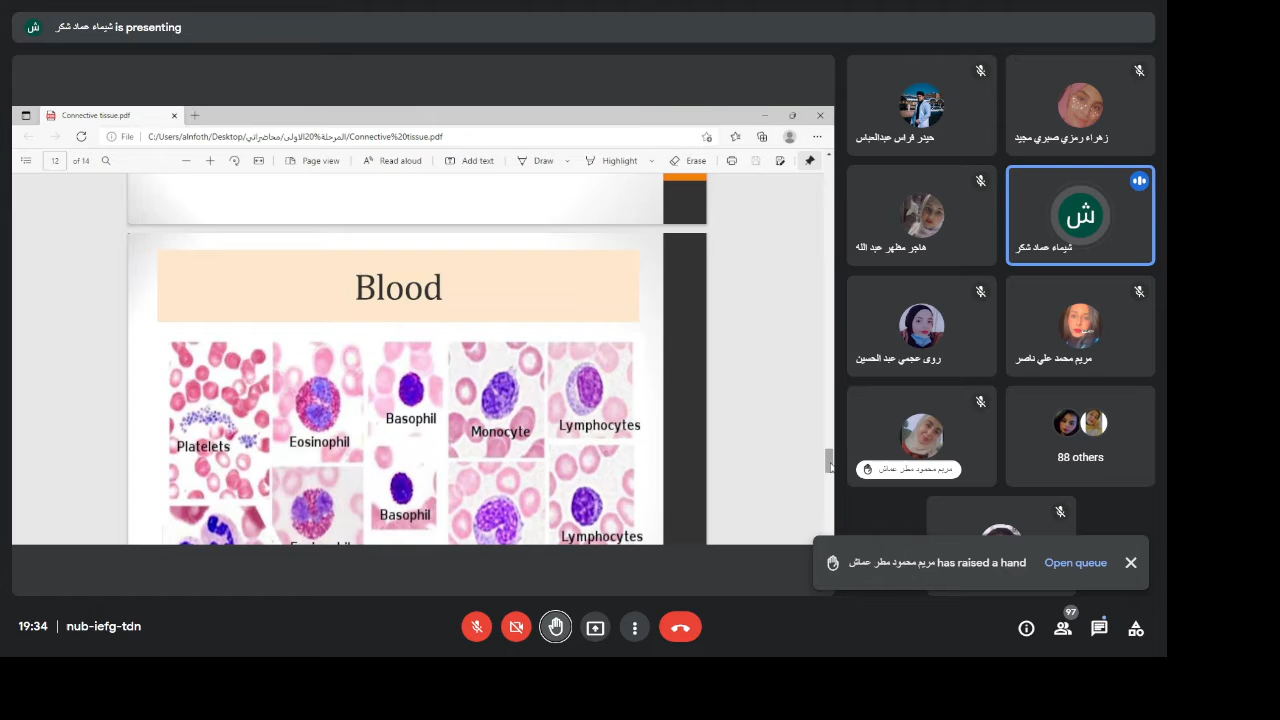 ش شيماء حماد شكر is presenting
Connective tissue.pdf
File C:/Users/alnfoth/Desktop/محاضراتي/المرحلة%20الاولى/Connective%20tissue.pdf
12 of 14 Page view Read aloud Add text Draw Highlight Erase
Blood
Platelets
Eosinophil
Basophil
Monocyte
Lymphocytes
Basophil
Lymphocytes
حيدر فراس عبدالعباس
زهراء رمزي صبري مجيد
هاجر مظهر عبد الله
ش
شيماء حماد شكر
روى عجمي عبد الحسين
مريم محمد علي ناصر
مريم محمود مطر عماش
88 others
مريم محمود مطر عماش has raised a hand Open queue
19:34 | nub-iefg-tdn
97